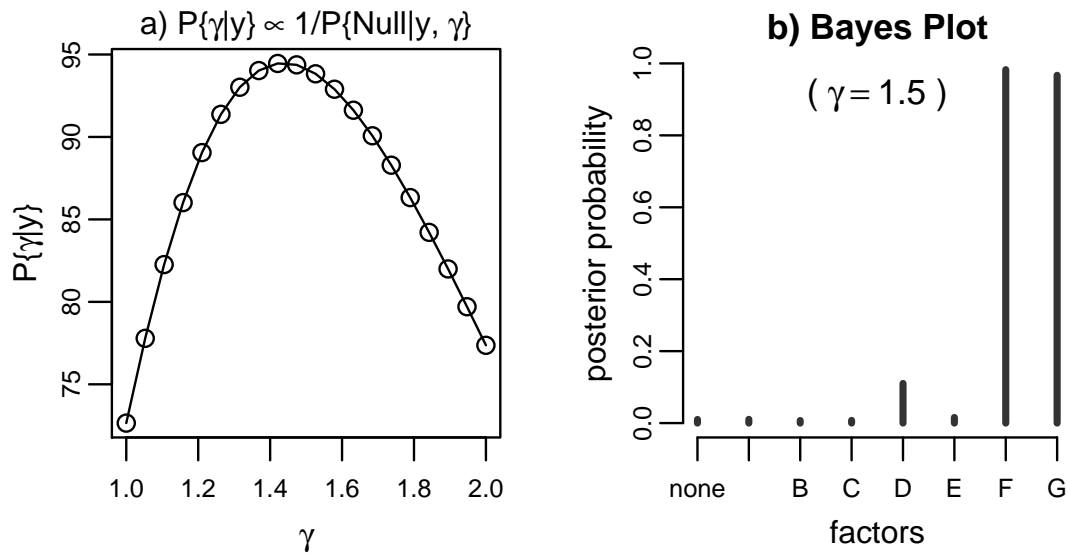 a) P{γ|y} ∝ 1/P{Null|y, γ}
P{γ|y}
95
90
85
80
75
1.0 1.2 1.4 1.6 1.8 2.0
γ
b) Bayes Plot
( γ = 1.5 )
posterior probability
1.0
0.8
0.6
0.4
0.2
0.0
none B C D E F G
factors